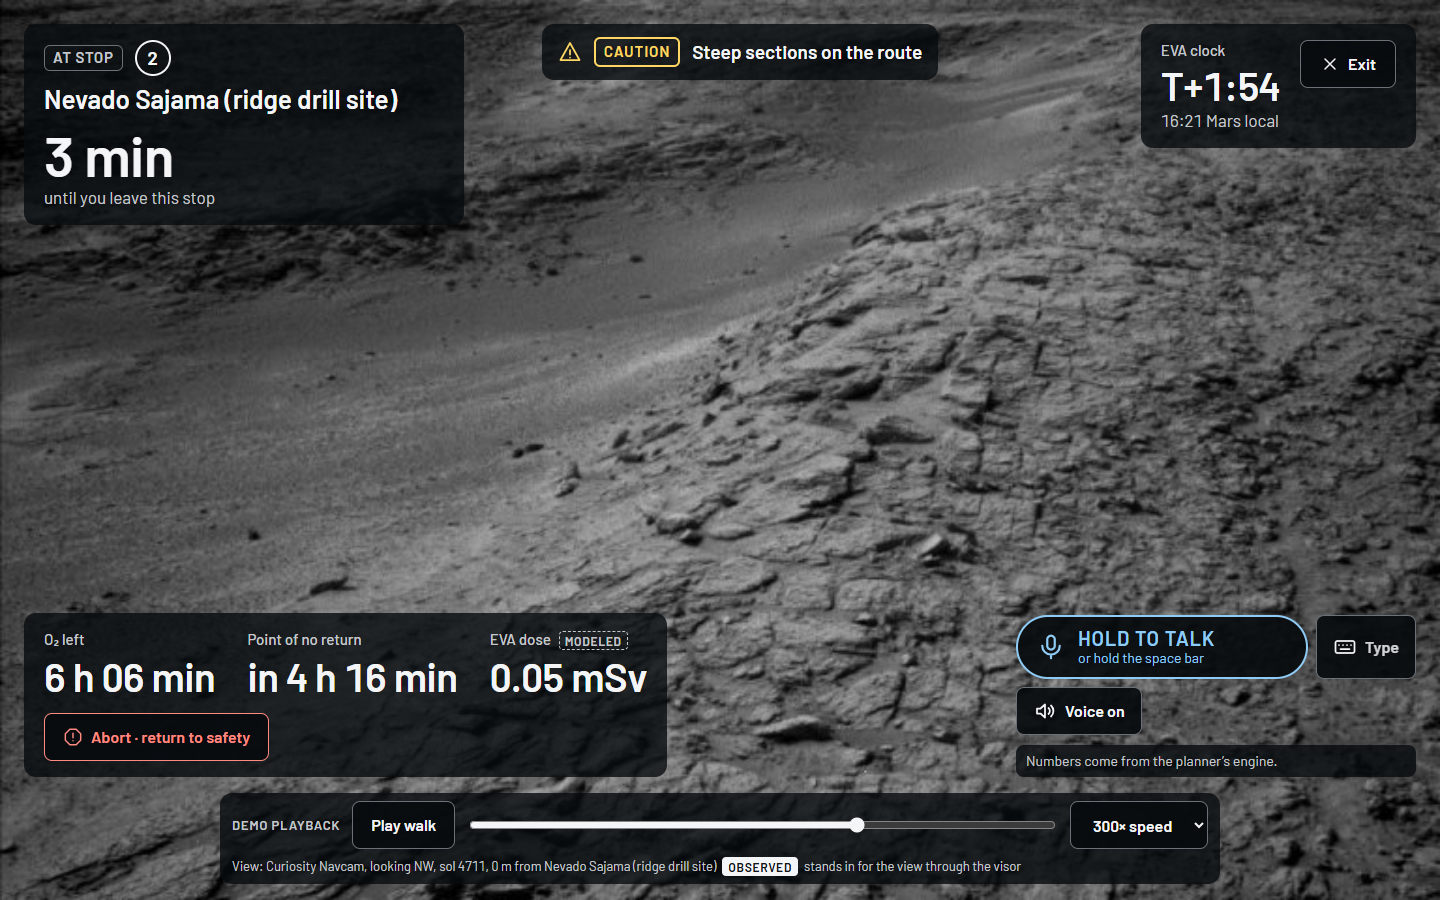 AT STOP 2
Nevado Sajama (ridge drill site)
3 min
until you leave this stop
CAUTION Steep sections on the route
EVA clock
T+1:54
16:21 Mars local
Exit
O₂ left
6 h 06 min
Point of no return
in 4 h 16 min
EVA dose MODELED
0.05 mSv
Abort · return to safety
HOLD TO TALK
or hold the space bar
Type
Voice on
Numbers come from the planner's engine.
DEMO PLAYBACK Play walk 300× speed
View: Curiosity Navcam, looking NW, sol 4711, 0 m from Nevado Sajama (ridge drill site) OBSERVED stands in for the view through the visor